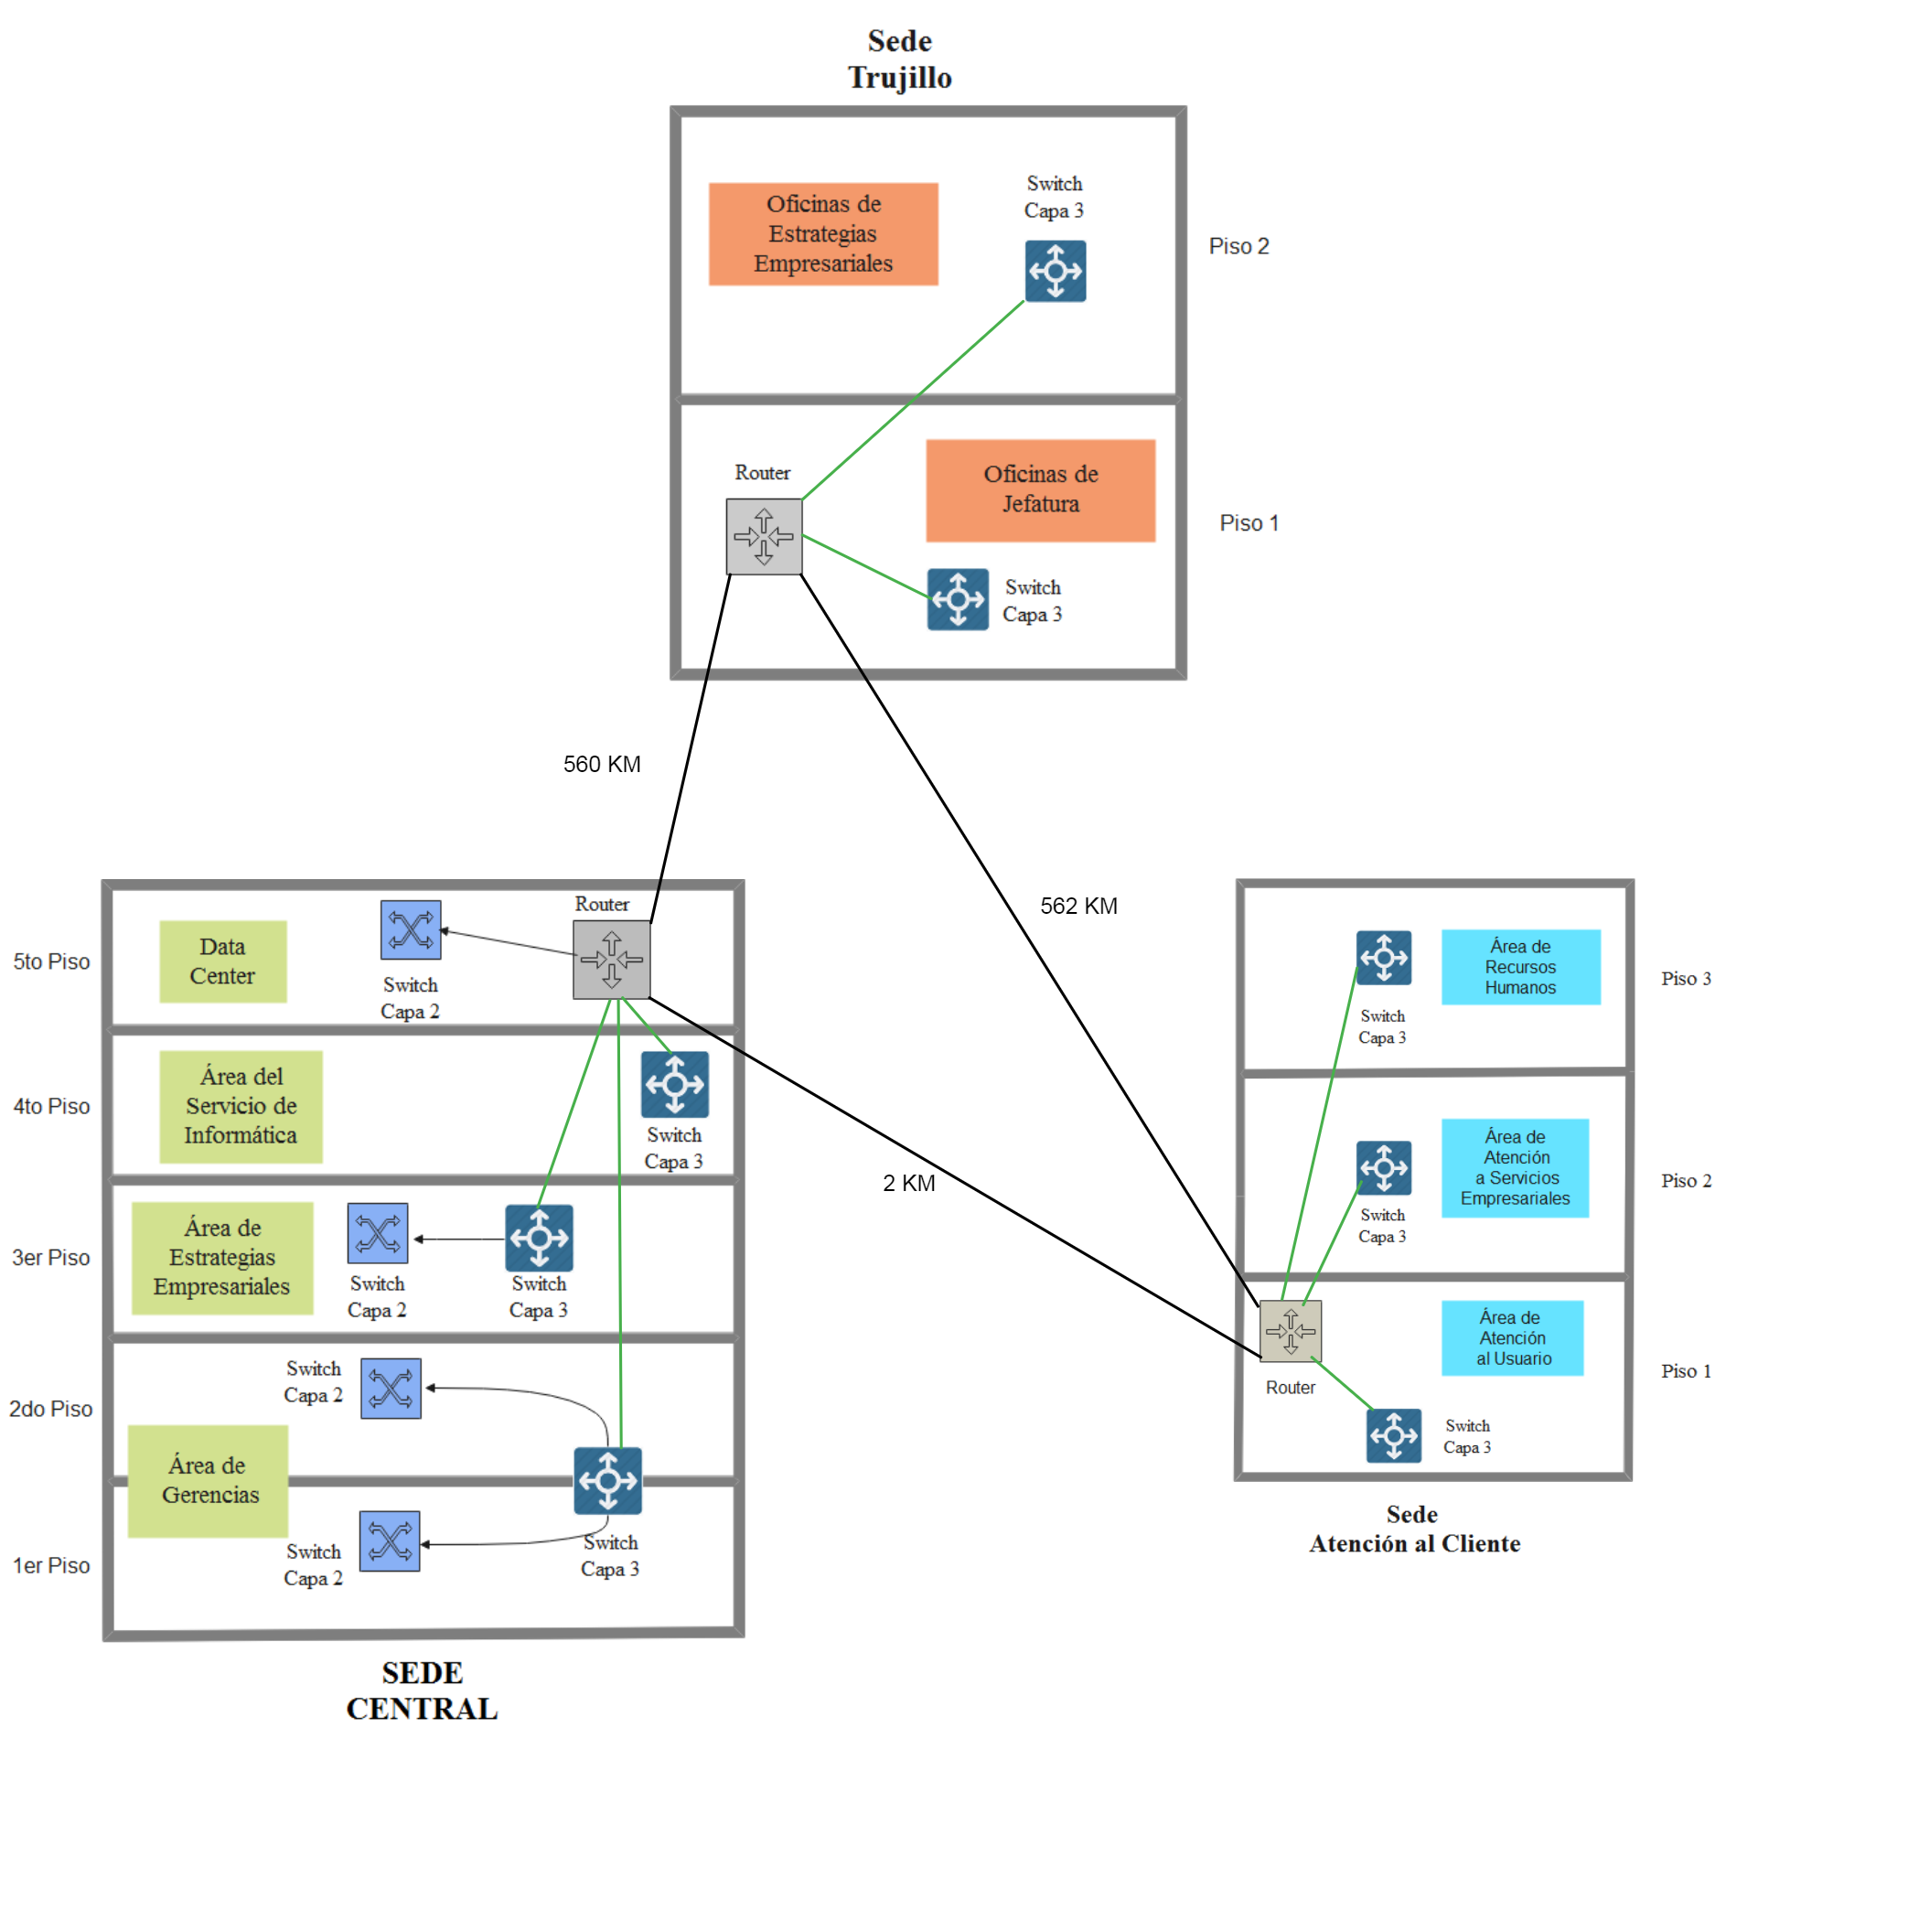 Sede
Trujillo
Oficinas de
Estrategias
Empresariales
Switch
Capa 3
Piso 2
Router
Oficinas de
Jefatura
Switch
Capa 3
Piso 1
560 KM
562 KM
2 KM
5to Piso
Data
Center
Switch
Capa 2
Router
4to Piso
Área del
Servicio de
Informática
Switch
Capa 3
3er Piso
Área de
Estrategias
Empresariales
Switch
Capa 2
Switch
Capa 3
2do Piso
Switch
Capa 2
Área de
Gerencias
1er Piso
Switch
Capa 2
Switch
Capa 3
SEDE
CENTRAL
Switch
Capa 3
Área de
Recursos
Humanos
Piso 3
Switch
Capa 3
Área de
Atención
a Servicios
Empresariales
Piso 2
Router
Área de
Atención
al Usuario
Piso 1
Switch
Capa 3
Sede
Atención al Cliente